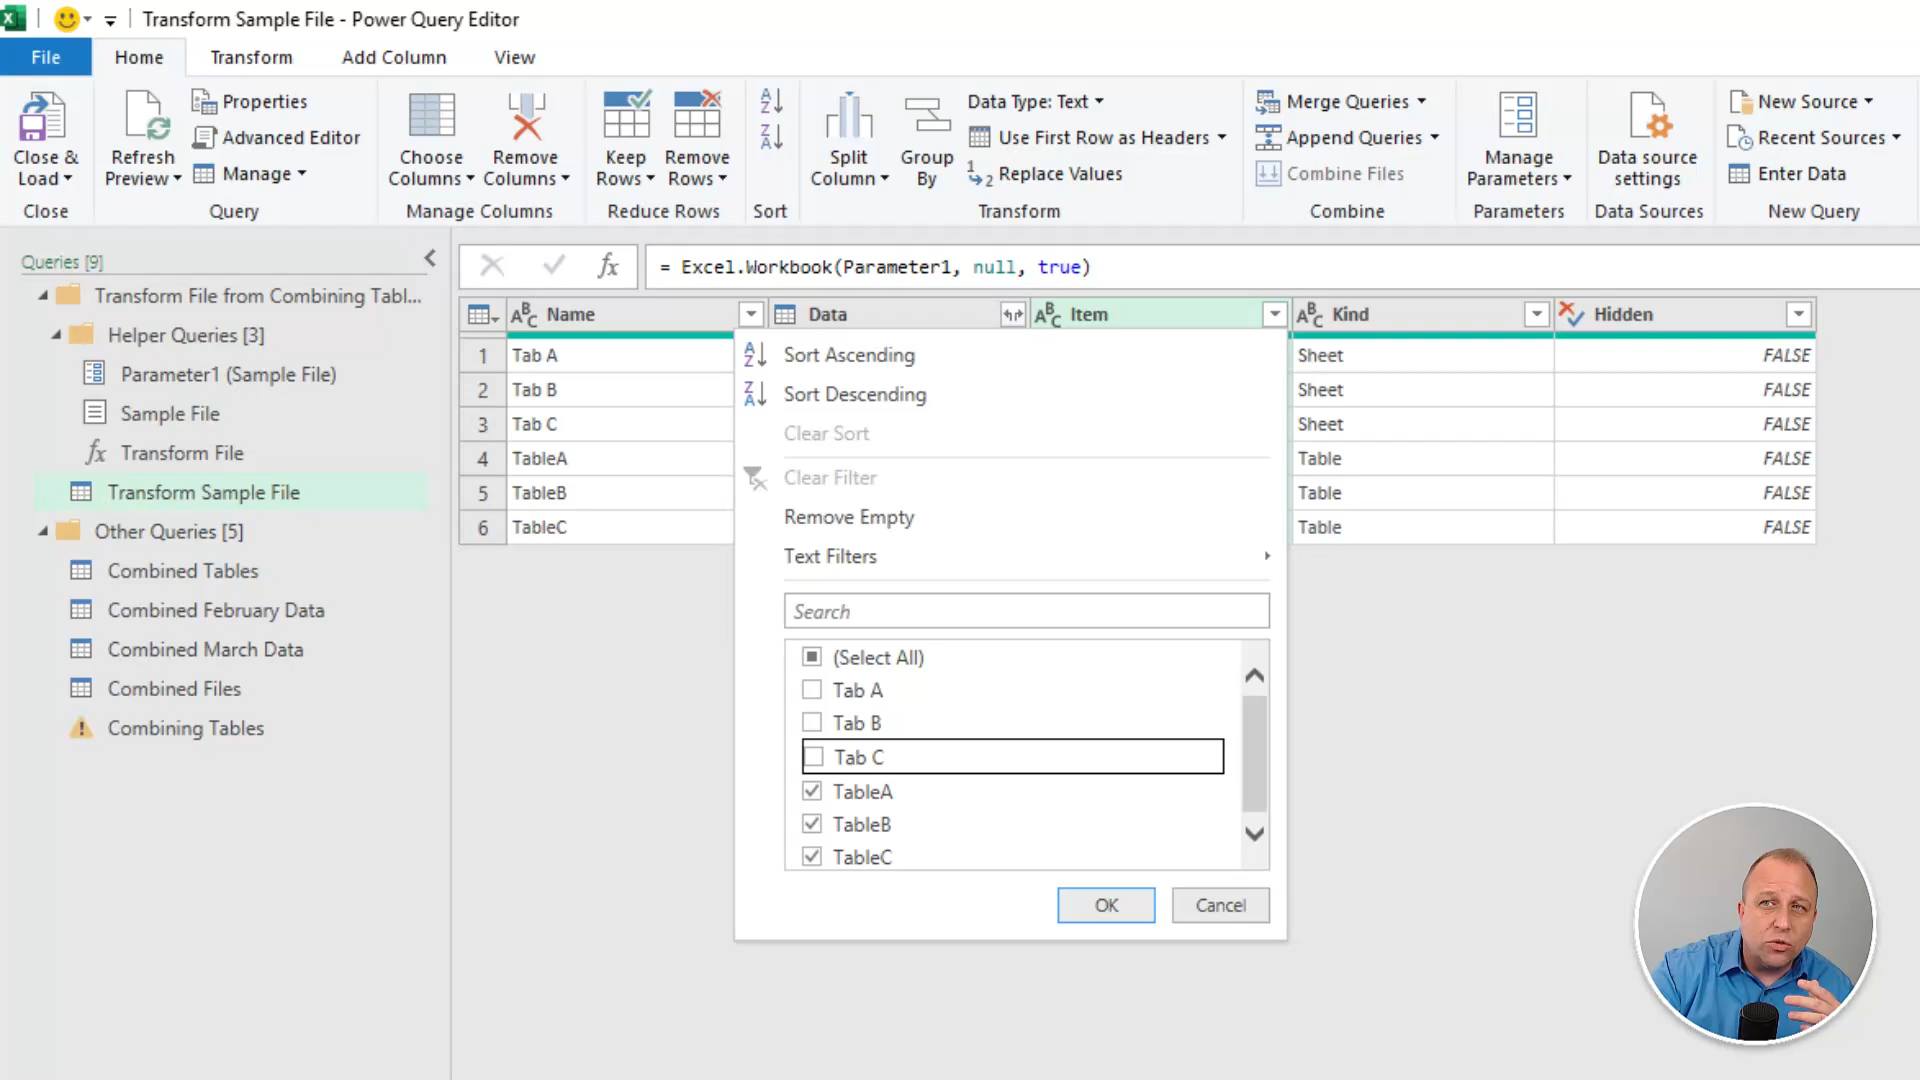 Transform Sample File - Power Query Editor
File
Home
Transform
Add Column
View
Close &
Load
Close
Refresh
Preview
Properties
Advanced Editor
Manage
Query
Choose
Columns
Remove
Columns
Manage Columns
Keep
Rows
Remove
Rows
Reduce Rows
A
Z
Z
A
Sort
Split
Column
Group
By
Data Type: Text
Use First Row as Headers
1
2
Replace Values
Transform
Merge Queries
Append Queries
Combine Files
Combine
Manage
Parameters
Parameters
Data source
settings
Data Sources
New Source
Recent Sources
Enter Data
New Query
Queries [9]
Transform File from Combining Tabl...
Helper Queries [3]
Parameter1 (Sample File)
Sample File
fx Transform File
Transform Sample File
Other Queries [5]
Combined Tables
Combined February Data
Combined March Data
Combined Files
Combining Tables
fx
= Excel.Workbook(Parameter1, null, true)
ABC Name
Data
ABC Item
ABC Kind
Hidden
1 Tab A Sheet FALSE
2 Tab B Sheet FALSE
3 Tab C Sheet FALSE
4 TableA Table FALSE
5 TableB Table FALSE
6 TableC Table FALSE
A
Z
Sort Ascending
Z
A
Sort Descending
Clear Sort
Clear Filter
Remove Empty
Text Filters
Search
(Select All)
Tab A
Tab B
Tab C
TableA
TableB
TableC
OK
Cancel